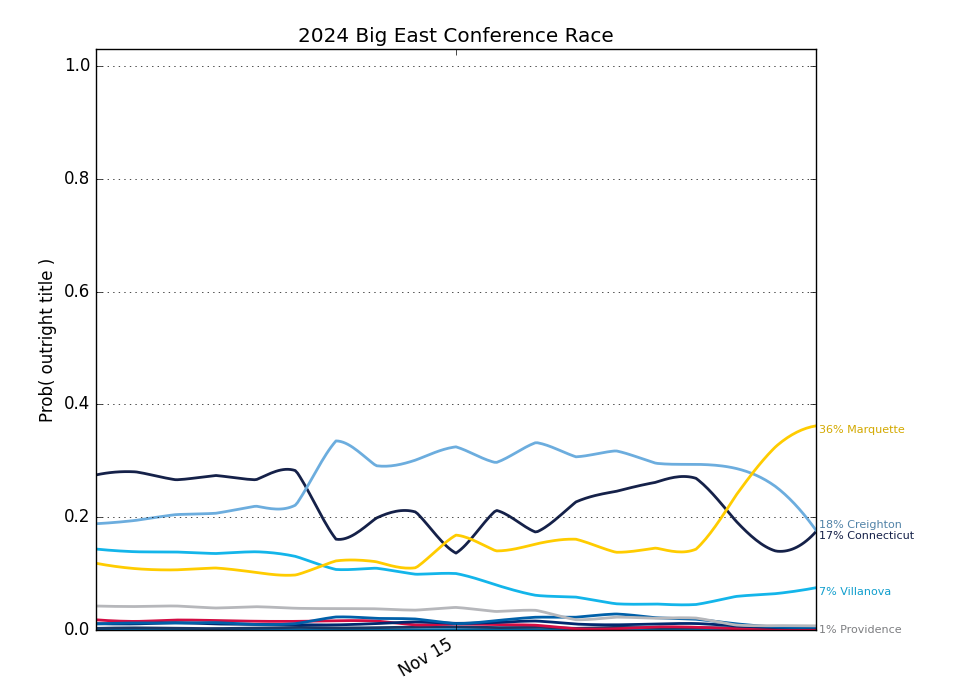 2024 Big East Conference Race
1.0
0.8
0.6
0.4
0.2
0.0
Prob( outright title )
Nov 15
36% Marquette
18% Creighton
17% Connecticut
7% Villanova
1% Providence